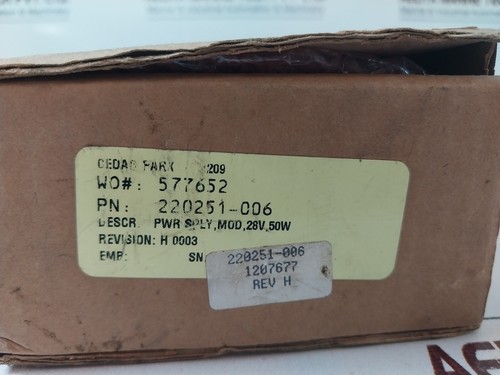 CEDAR PARK 209
WO#: 577652
PN: 220251-006
DESCR PWR SPLY,MOD,28V,50W
REVISION: H 0003
EMP: SN:
220251-006
1207677
REV H